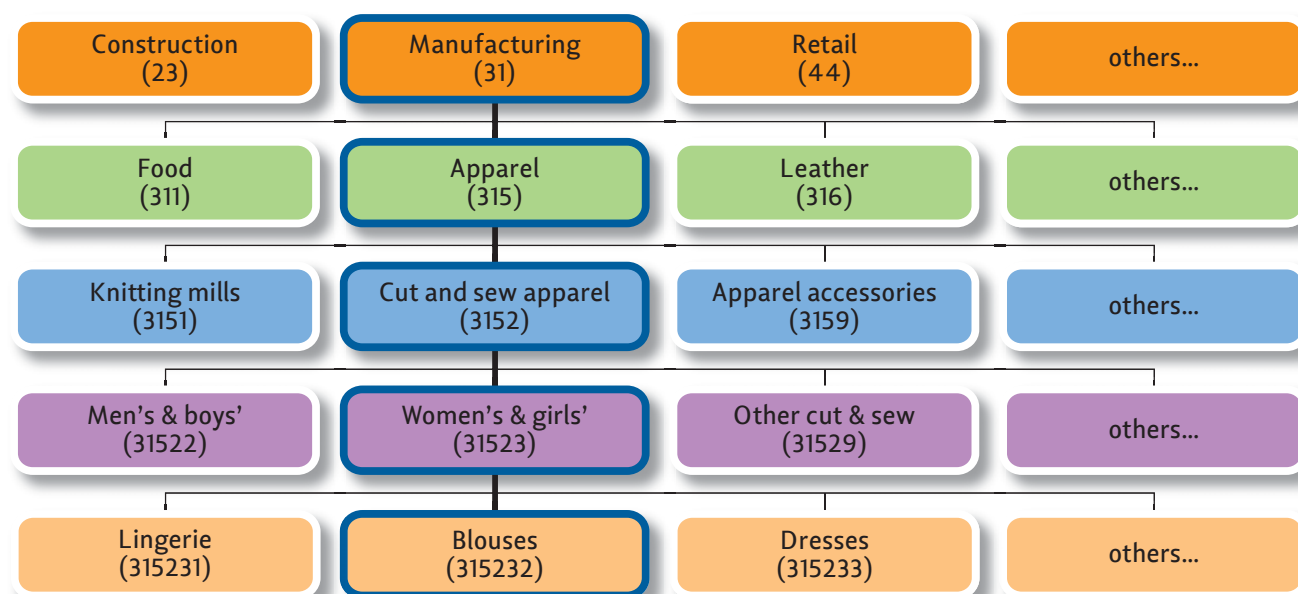 Construction
(23)
Manufacturing
(31)
Retail
(44)
others...
Food
(311)
Apparel
(315)
Leather
(316)
others...
Knitting mills
(3151)
Cut and sew apparel
(3152)
Apparel accessories
(3159)
others...
Men’s & boys’
(31522)
Women’s & girls’
(31523)
Other cut & sew
(31529)
others...
Lingerie
(315231)
Blouses
(315232)
Dresses
(315233)
others...